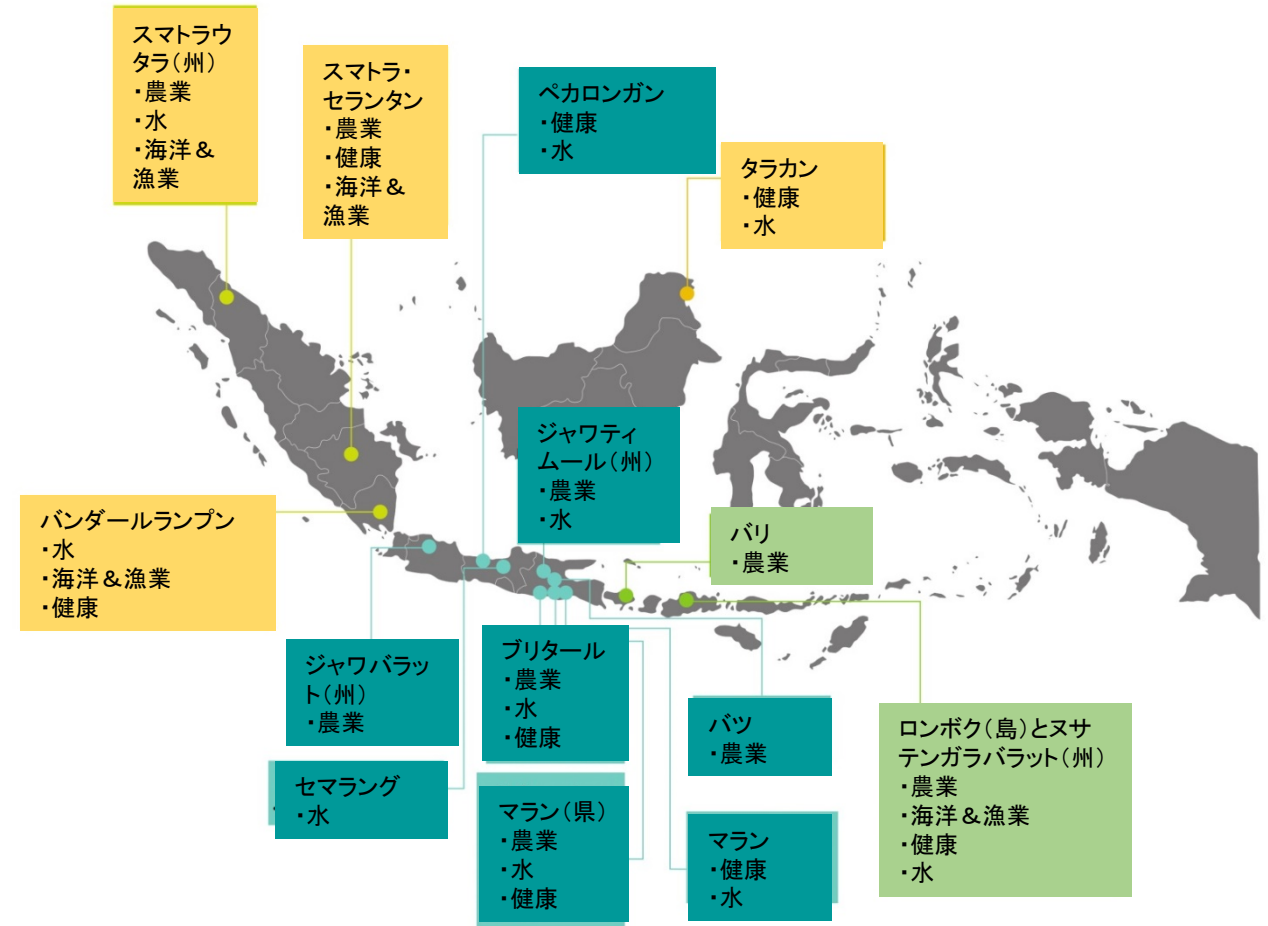 スマトラウ
タラ(州)
・農業
・水
・海洋&
漁業
スマトラ・
セランタン
・農業
・健康
・海洋&
漁業
ペカロンガン
・健康
・水
タラカン
・健康
・水
ジャワティ
ムール(州)
・農業
・水
バンダールランプン
・水
・海洋&漁業
・健康
バリ
・農業
ジャワバラッ
ト(州)
・農業
ブリタール
・農業
・水
・健康
バツ
・農業
ロンボク(島)とヌサ
テンガラバラット(州)
・農業
・海洋&漁業
・健康
・水
セマラング
・水
マラン(県)
・農業
・水
・健康
マラン
・健康
・水